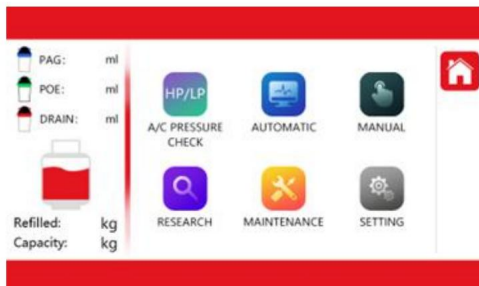 PAG: ml
POE: ml
DRAIN: ml
Refilled: kg
Capacity: kg
HP/LP
A/C PRESSURE
CHECK
AUTOMATIC
MANUAL
RESEARCH
MAINTENANCE
SETTING